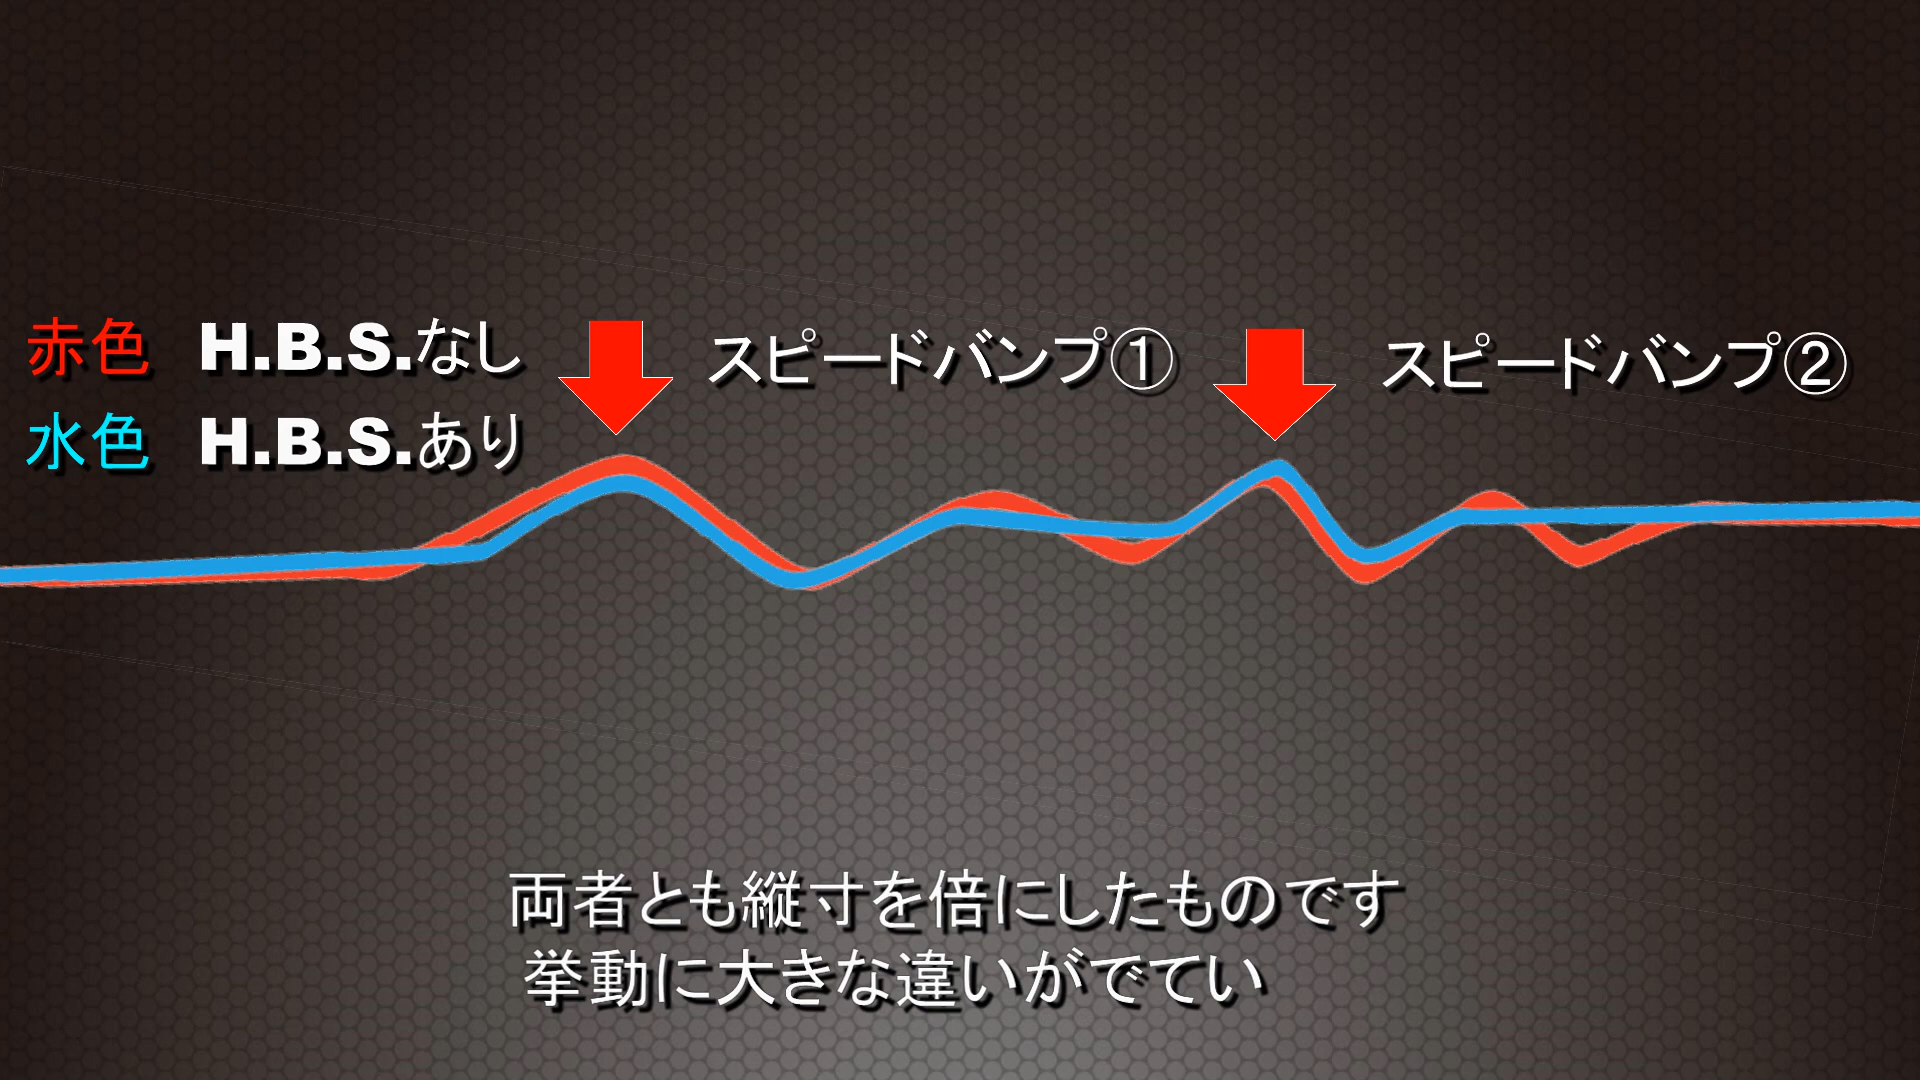 赤色 H.B.S.なし
水色 H.B.S.あり
スピードバンプ①
スピードバンプ②
両者とも縦寸を倍にしたものです
挙動に大きな違いがでてい